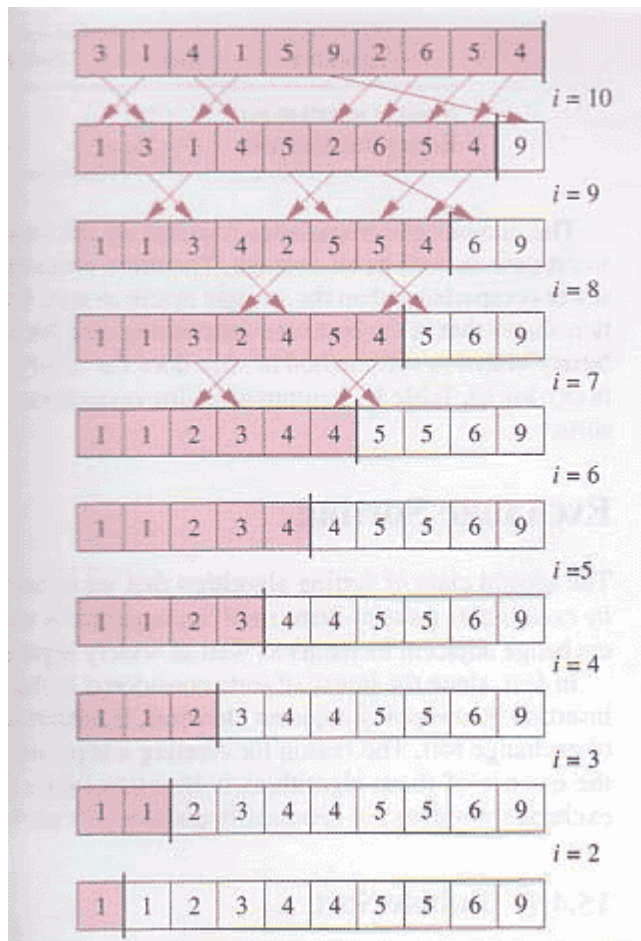 3 1 4 1 5 9 2 6 5 4
i = 10
1 3 1 4 5 2 6 5 4 9
i = 9
1 1 3 4 2 5 5 4 6 9
i = 8
1 1 3 2 4 5 4 5 6 9
i = 7
1 1 2 3 4 4 5 5 6 9
i = 6
1 1 2 3 4 4 5 5 6 9
i =5
1 1 2 3 4 4 5 5 6 9
i = 4
1 1 2 3 4 4 5 5 6 9
i = 3
1 1 2 3 4 4 5 5 6 9
i = 2
1 1 2 3 4 4 5 5 6 9